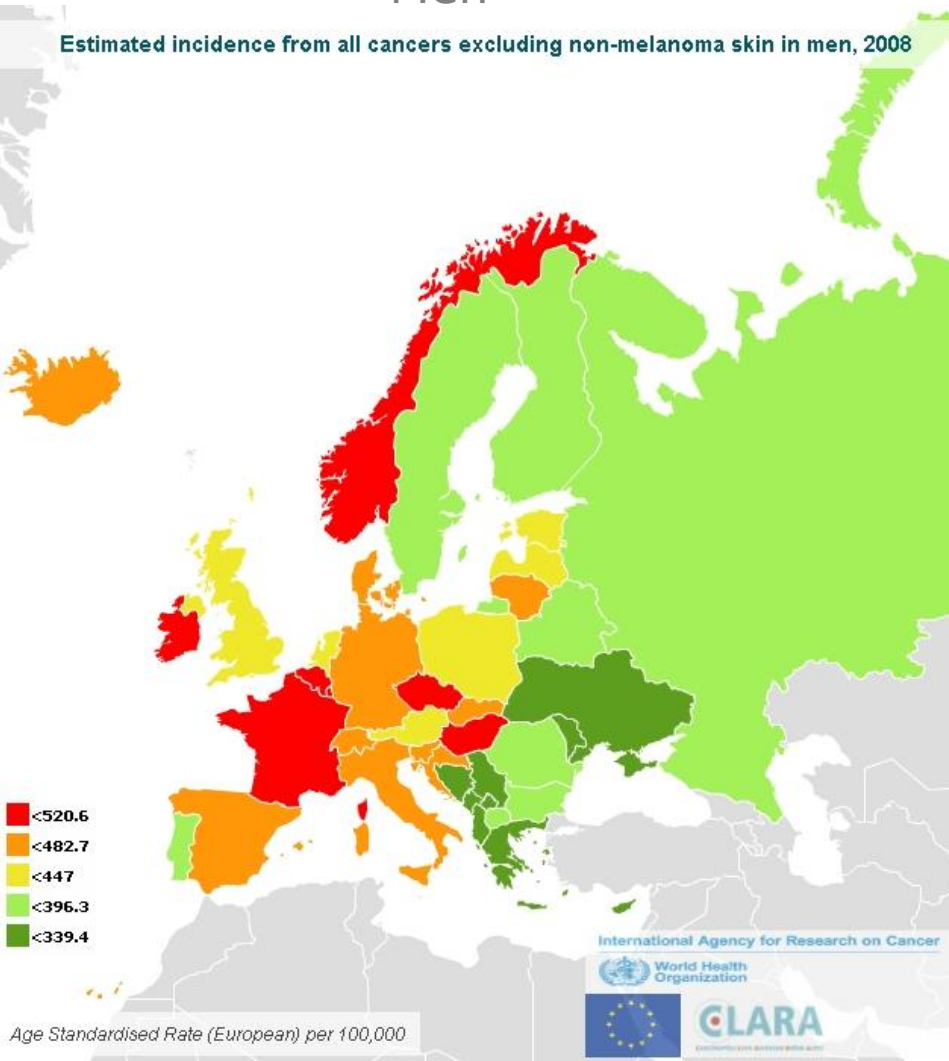 Men
Estimated incidence from all cancers excluding non-melanoma skin in men, 2008
<520.6
<482.7
<447
<396.3
<339.4
International Agency for Research on Cancer
World Health
Organization
CLARA
Age Standardised Rate (European) per 100,000